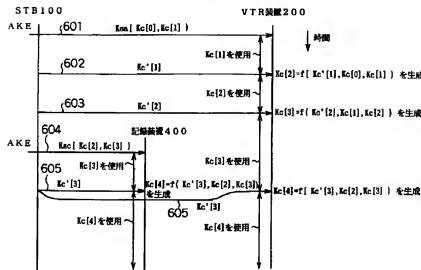 STB100
VTR装置200
AKE
601
Ksa( Kc[0],Kc[1] )
時間
Kc[1]を使用
602
Kc'[1]
Kc[2]=f( Kc'[1],Kc[0],Kc[1] ) を生成
Kc[2]を使用
603
Kc'[2]
Kc[3]=f( Kc'[2],Kc[1],Kc[2] ) を生成
604
記録装置400
AKE
Ksc( Kc[2],Kc[3] )
Kc[3]を使用
Kc[3]を使用
605
Kc'[3]
Kc[4]=f( Kc'[3],Kc[2],Kc[3] )
を生成
Kc[4]=f( Kc'[3],Kc[2],Kc[3] ) を生成
605
Kc'[3]
Kc[4]を使用
Kc[4]を使用